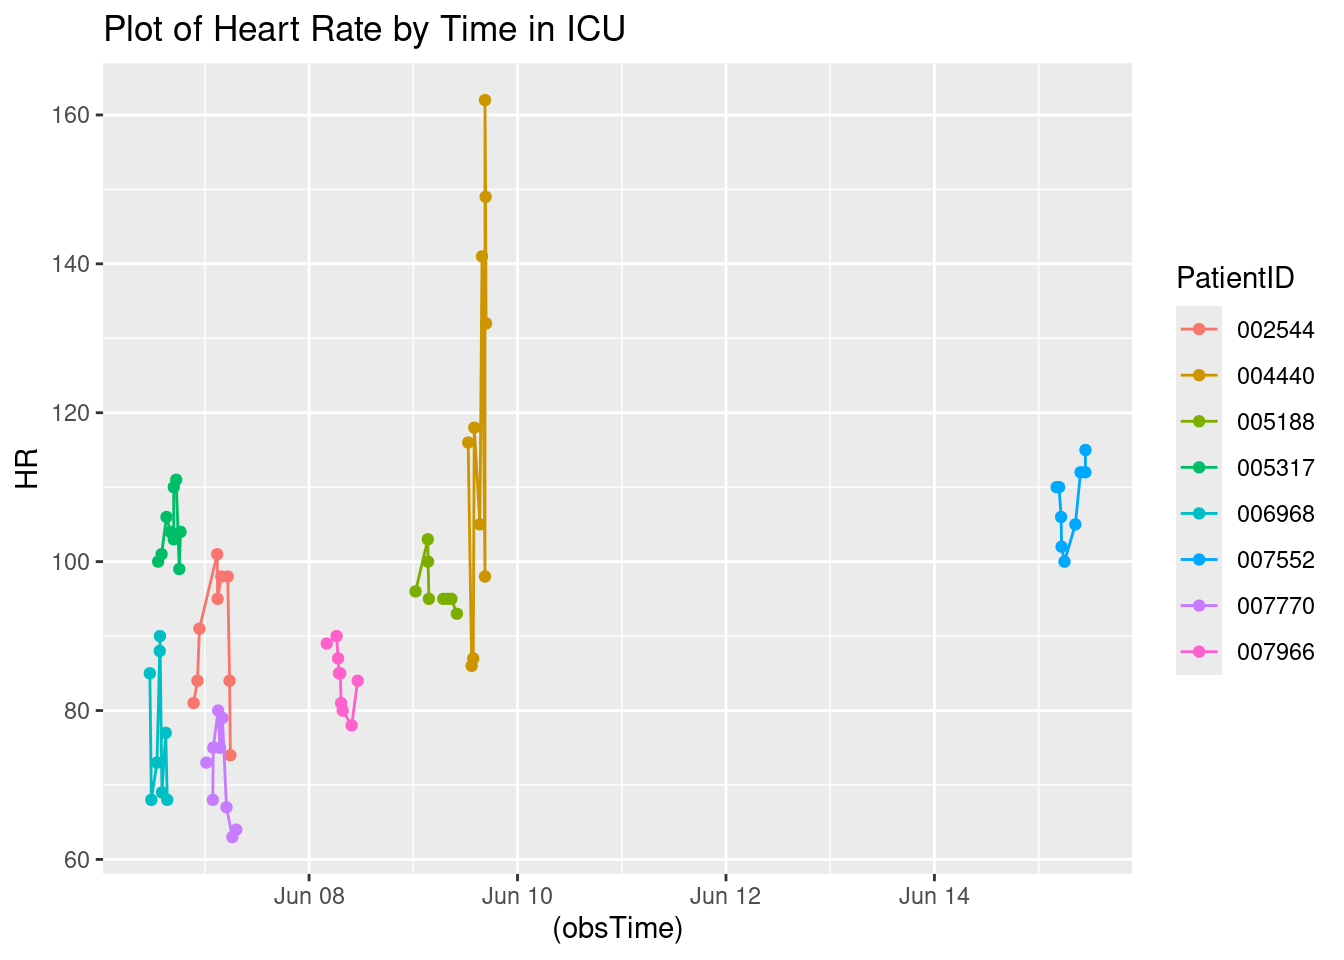 Plot of Heart Rate by Time in ICU
HR
160
140
120
100
80
60
Jun 08
Jun 10
Jun 12
Jun 14
(obsTime)
PatientID
002544
004440
005188
005317
006968
007552
007770
007966